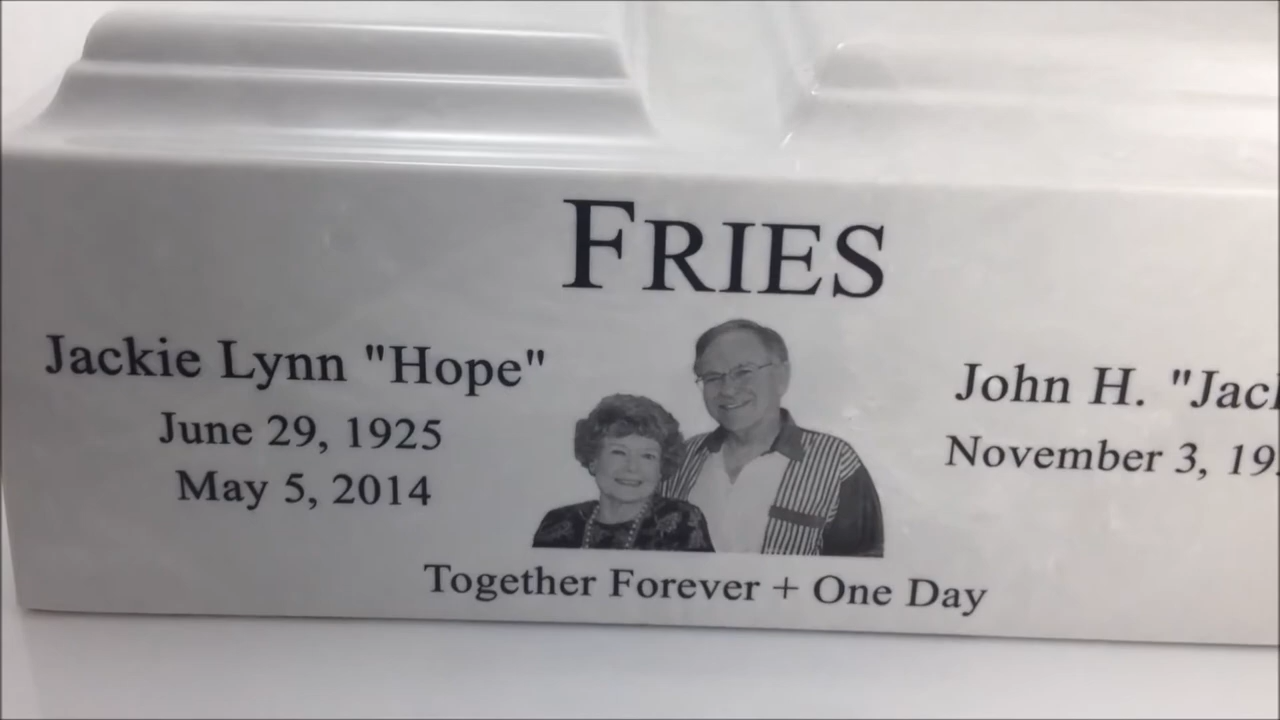 FRIES
Jackie Lynn "Hope"
June 29, 1925
May 5, 2014
John H.
November 3,
Together Forever + One Day